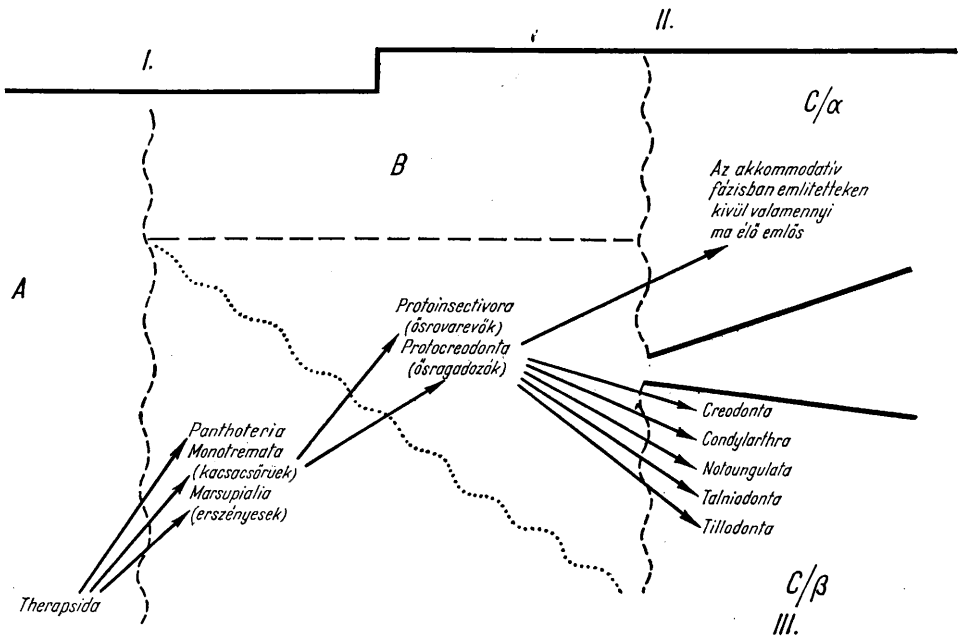 I.
II.
C/α
B
Az akkommodatív
fázisban említetteken
kívül valamennyi
ma élő emlős
A
Protoinsectivora
(ősrovarevők)
Protocreodonta
(ősragadozók)
Creodonta
Condylarthra
Notoungulata
Talniodonta
Tillodonta
Panthoteria
Monotremata
(kacsacsőrűek)
Marsupialia
(erszényesek)
Therapsida
C/β
III.